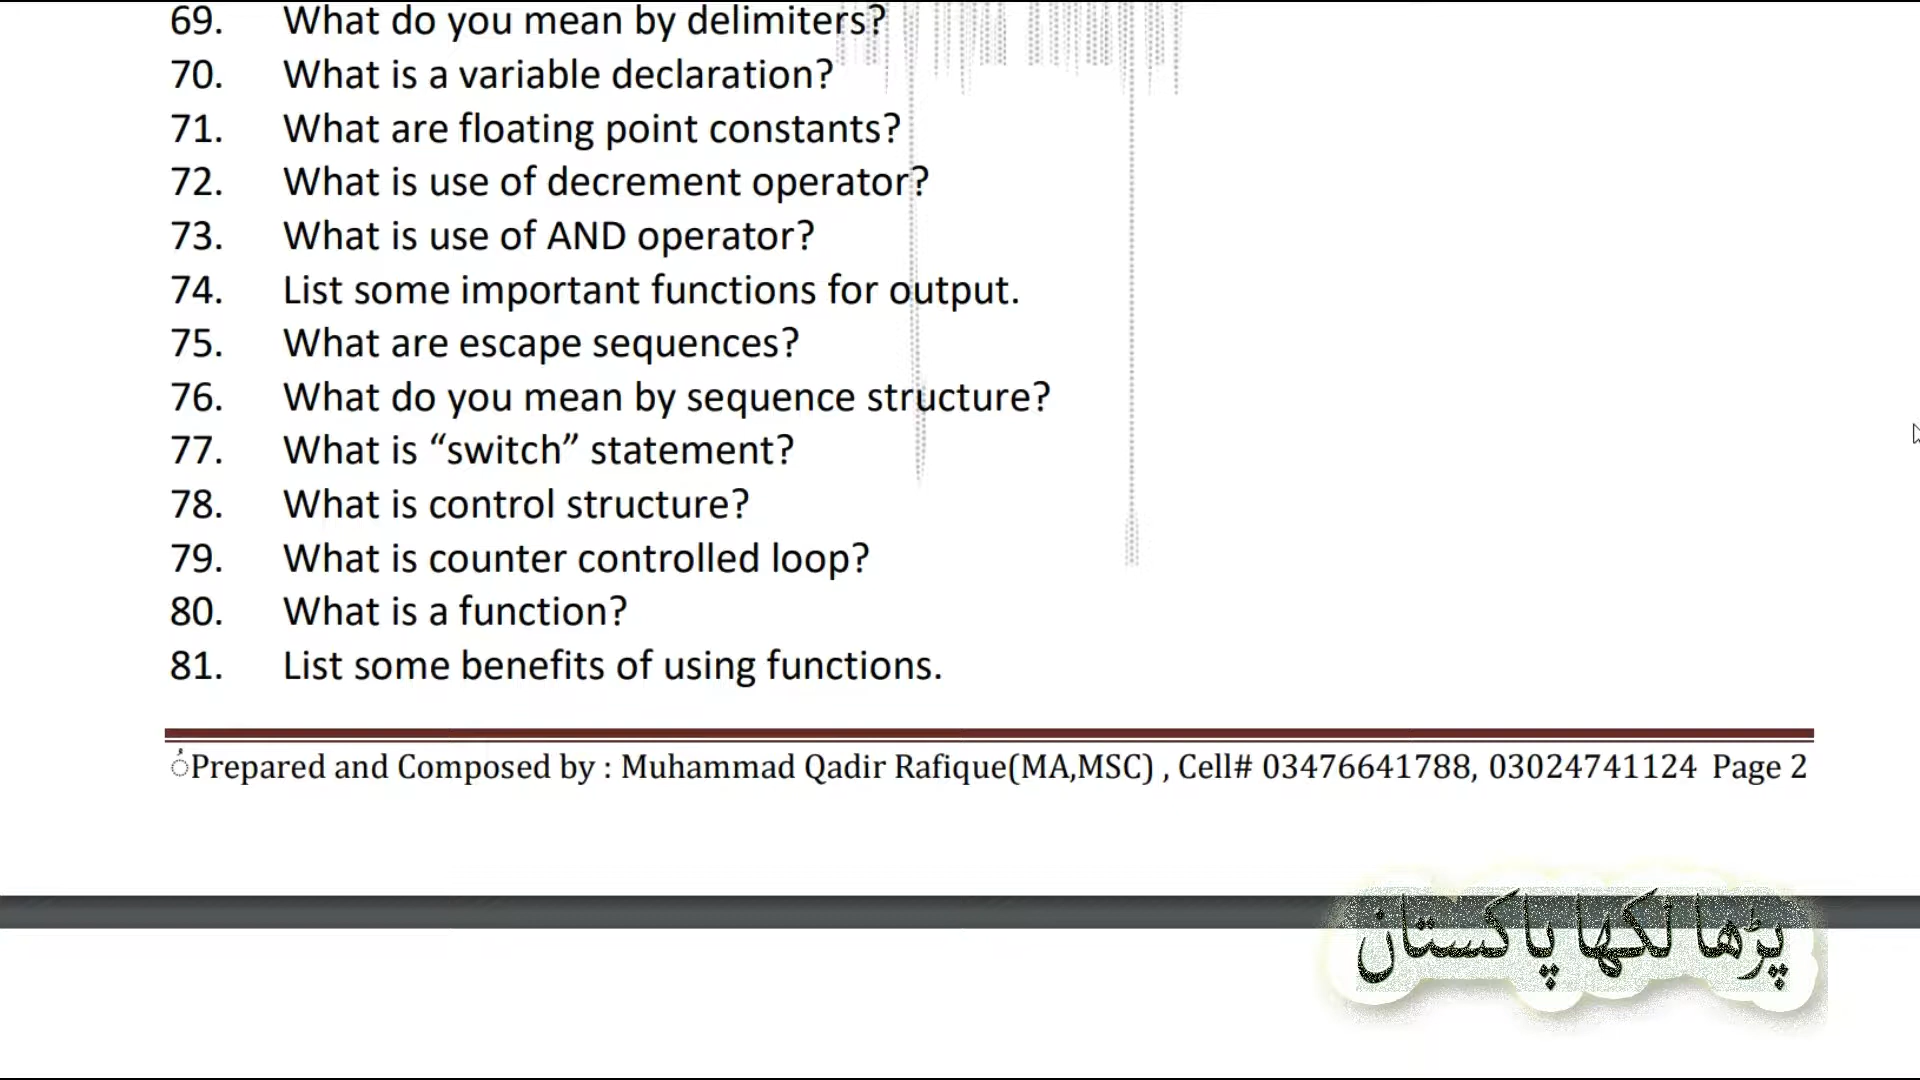 69. What do you mean by delimiters?
70. What is a variable declaration?
71. What are floating point constants?
72. What is use of decrement operator?
73. What is use of AND operator?
74. List some important functions for output.
75. What are escape sequences?
76. What do you mean by sequence structure?
77. What is “switch” statement?
78. What is control structure?
79. What is counter controlled loop?
80. What is a function?
81. List some benefits of using functions.
Prepared and Composed by : Muhammad Qadir Rafique(MA,MSC) , Cell# 03476641788, 03024741124 Page 2
پڑھا لکھا پاکستان